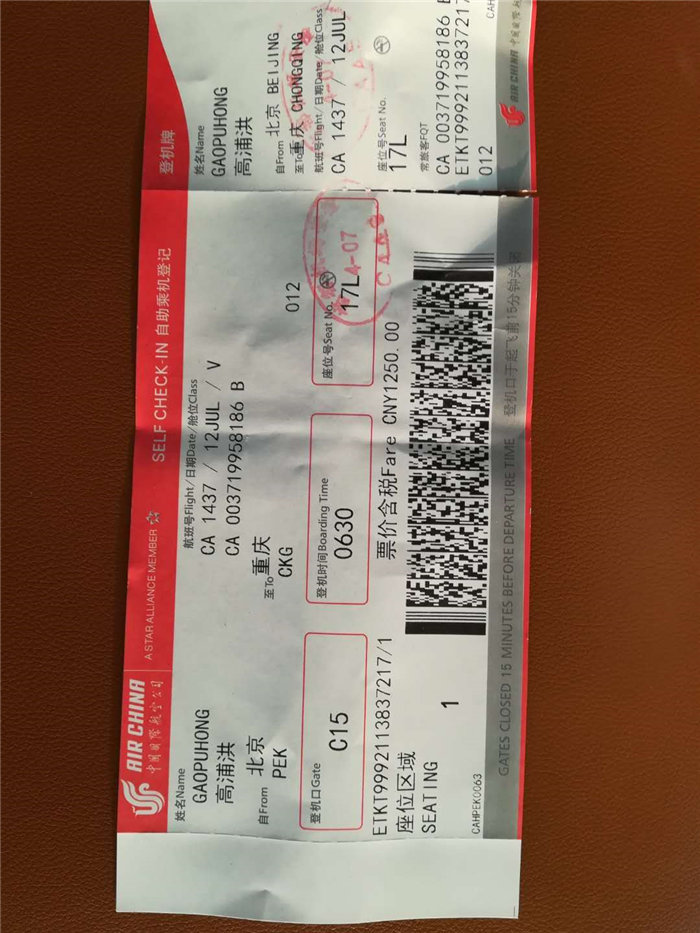 AIR CHINA
中国国际航空公司
A STAR ALLIANCE MEMBER
SELF CHECK-IN 自助乘机登记
姓名Name
GAOPUHONG
高浦洪
航班号Flight/日期Date/舱位Class
CA 1437 / 12JUL / V
CA 003719958186 B
自From 北京
PEK
至To 重庆
CKG
012
登机口Gate
C15
登机时间Boarding Time
0630
座位号Seat No.
17L
4-07
ETKT9992113837217/1
票价含税Fare CNY1250.00
座位区域
SEATING
1
CAHPEK0063
GATES CLOSED 15 MINUTES BEFORE DEPARTURE TIME 登机口于起飞前15分钟关闭
登机牌
姓名Name
GAOPUHONG
高浦洪
自From 北京 BEIJING
至To 重庆 CHONGQING
航班号Flight/日期Date/舱位Class
CA 1437 / 12JUL
座位号Seat No.
17L
常旅客FQT
CA 003719958186 B
ETKT9992113837217
012
CAH
AIR CHINA 中国国际